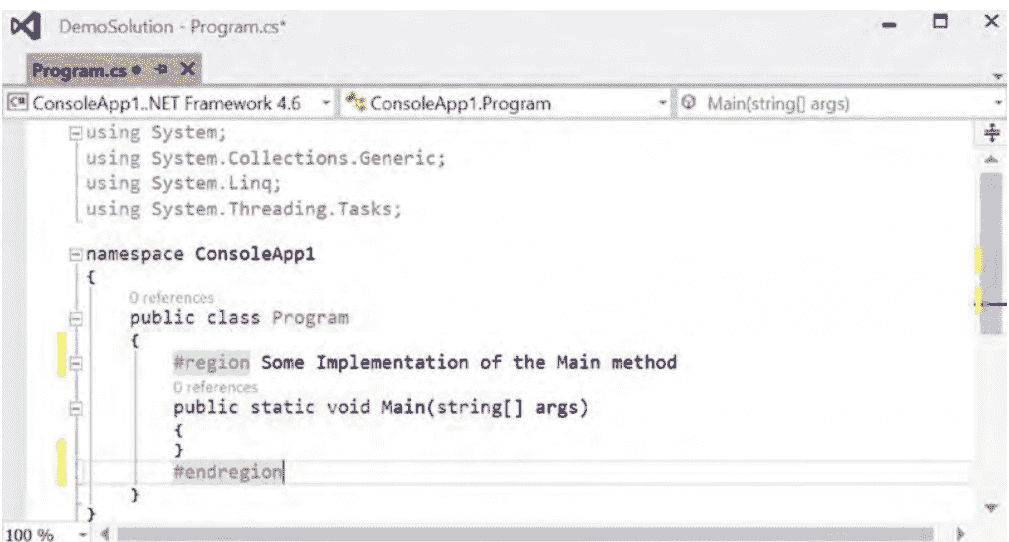 DemoSolution - Program.cs*
Program.cs
ConsoleApp1..NET Framework 4.6 ConsoleApp1.Program Main(string[] args)
using System;
using System.Collections.Generic;
using System.Linq;
using System.Threading.Tasks;
namespace ConsoleApp1
{
0 references
public class Program
{
#region Some Implementation of the Main method
0 references
public static void Main(string[] args)
{
}
#endregion
}
}
100 %